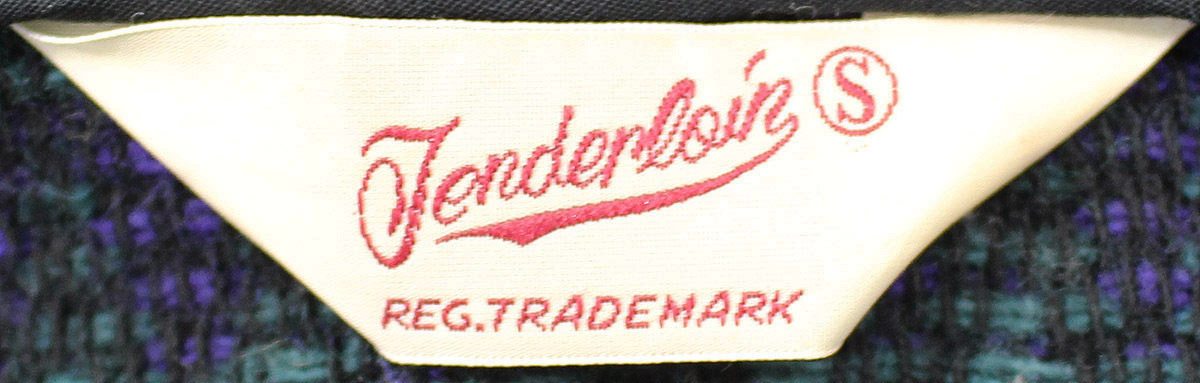 Tenderloin S
REG. TRADEMARK